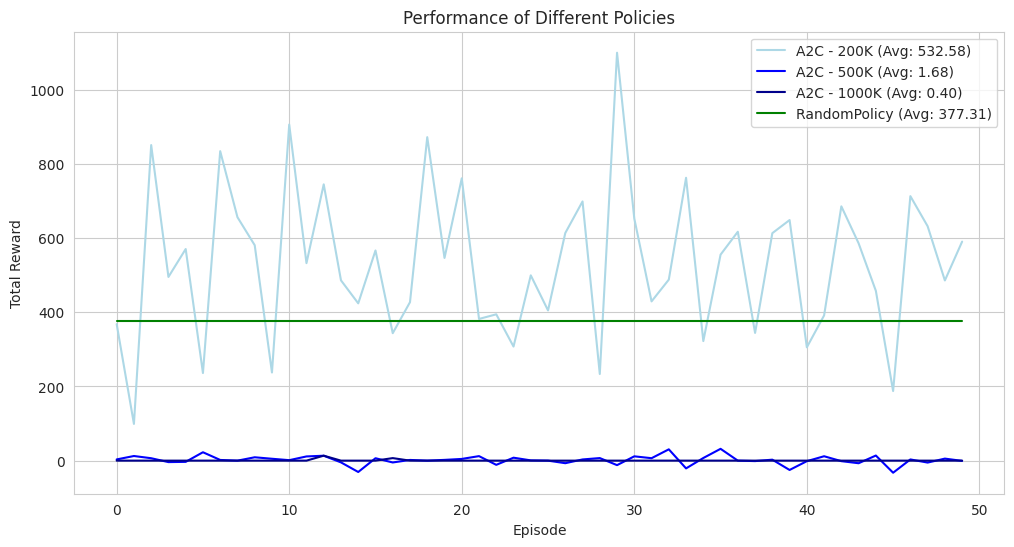 Performance of Different Policies
A2C - 200K (Avg: 532.58)
A2C - 500K (Avg: 1.68)
A2C - 1000K (Avg: 0.40)
RandomPolicy (Avg: 377.31)
Total Reward
1000
800
600
400
200
0
0 10 20 30 40 50
Episode